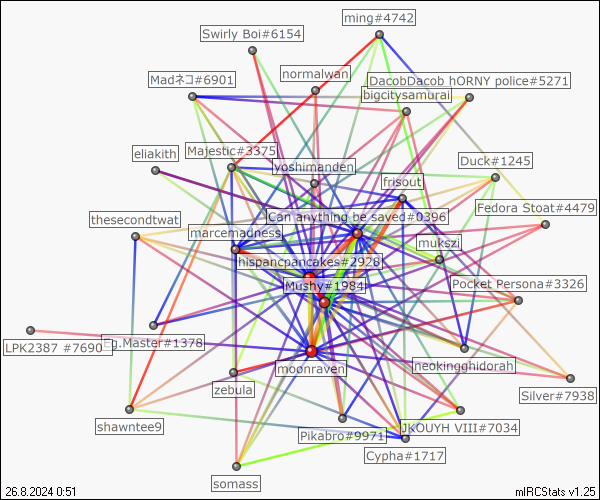 ming#4742
Swirly Boi#6154
normalwan
Madネコ#6901
DacobDacob hORNY police#5271
bigcitysamurai
Majestic#3375
eliakith
yoshimanden
Duck#1245
frisout
Fedora Stoat#4479
thesecondtwat
Can anything be saved#0396
marcemadness
mukszi
hispancpancakes#2928
Mushy#1984
Pocket Persona#3326
LPK2387 #7690
Eg.Master#1378
moonraven
neokingghidorah
zebula
Silver#7938
shawntee9
Pikabro#9971
JKOUYH VIII#7034
Cypha#1717
somass
26.8.2024 0:51
mIRCStats v1.25